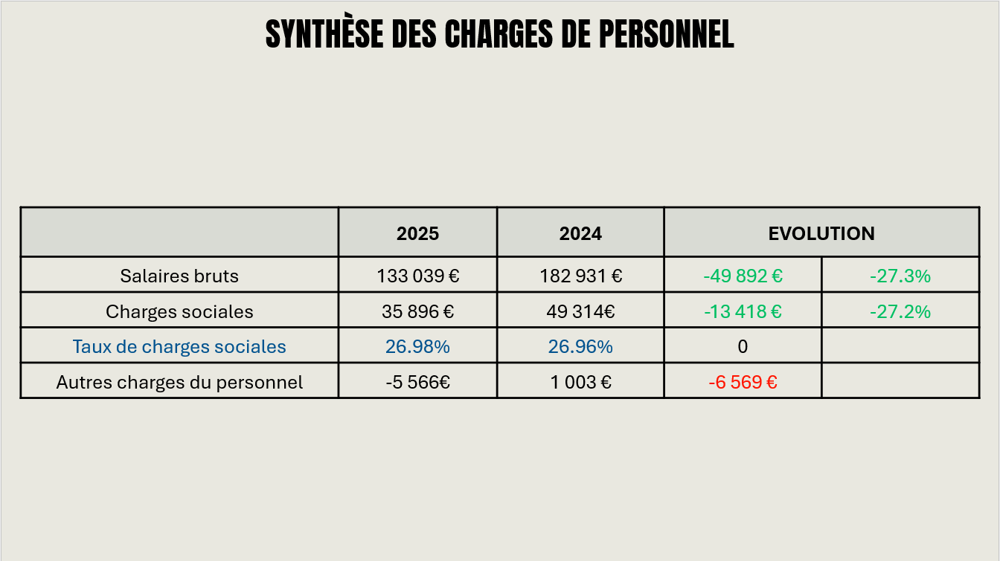 SYNTHÈSE DES CHARGES DE PERSONNEL
2025 2024 EVOLUTION
Salaires bruts 133 039 € 182 931 € -49 892 € -27.3%
Charges sociales 35 896 € 49 314€ -13 418 € -27.2%
Taux de charges sociales 26.98% 26.96% 0
Autres charges du personnel -5 566€ 1 003 € -6 569 €